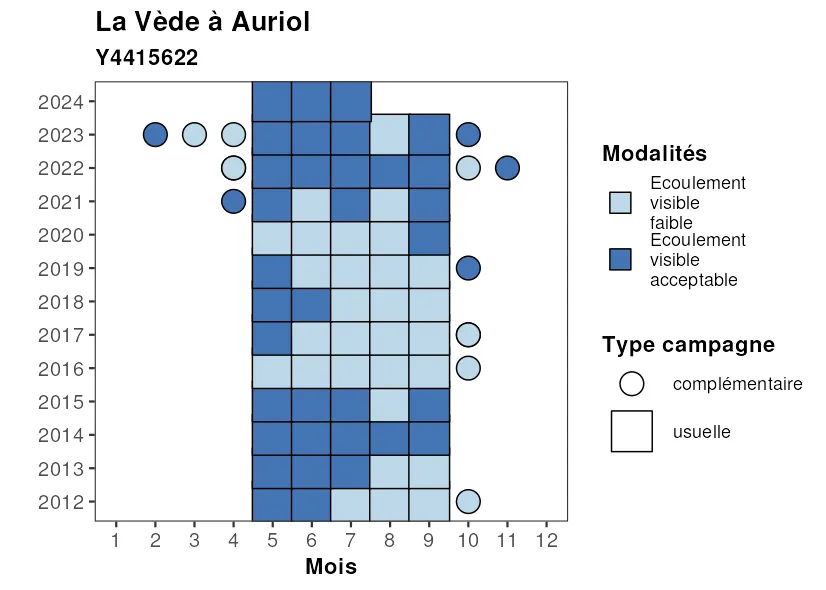 La Vède à Auriol
Y4415622
2024
2023
2022
2021
2020
2019
2018
2017
2016
2015
2014
2013
2012
1 2 3 4 5 6 7 8 9 10 11 12
Mois
Modalités
Ecoulement
visible
faible
Ecoulement
visible
acceptable
Type campagne
complémentaire
usuelle